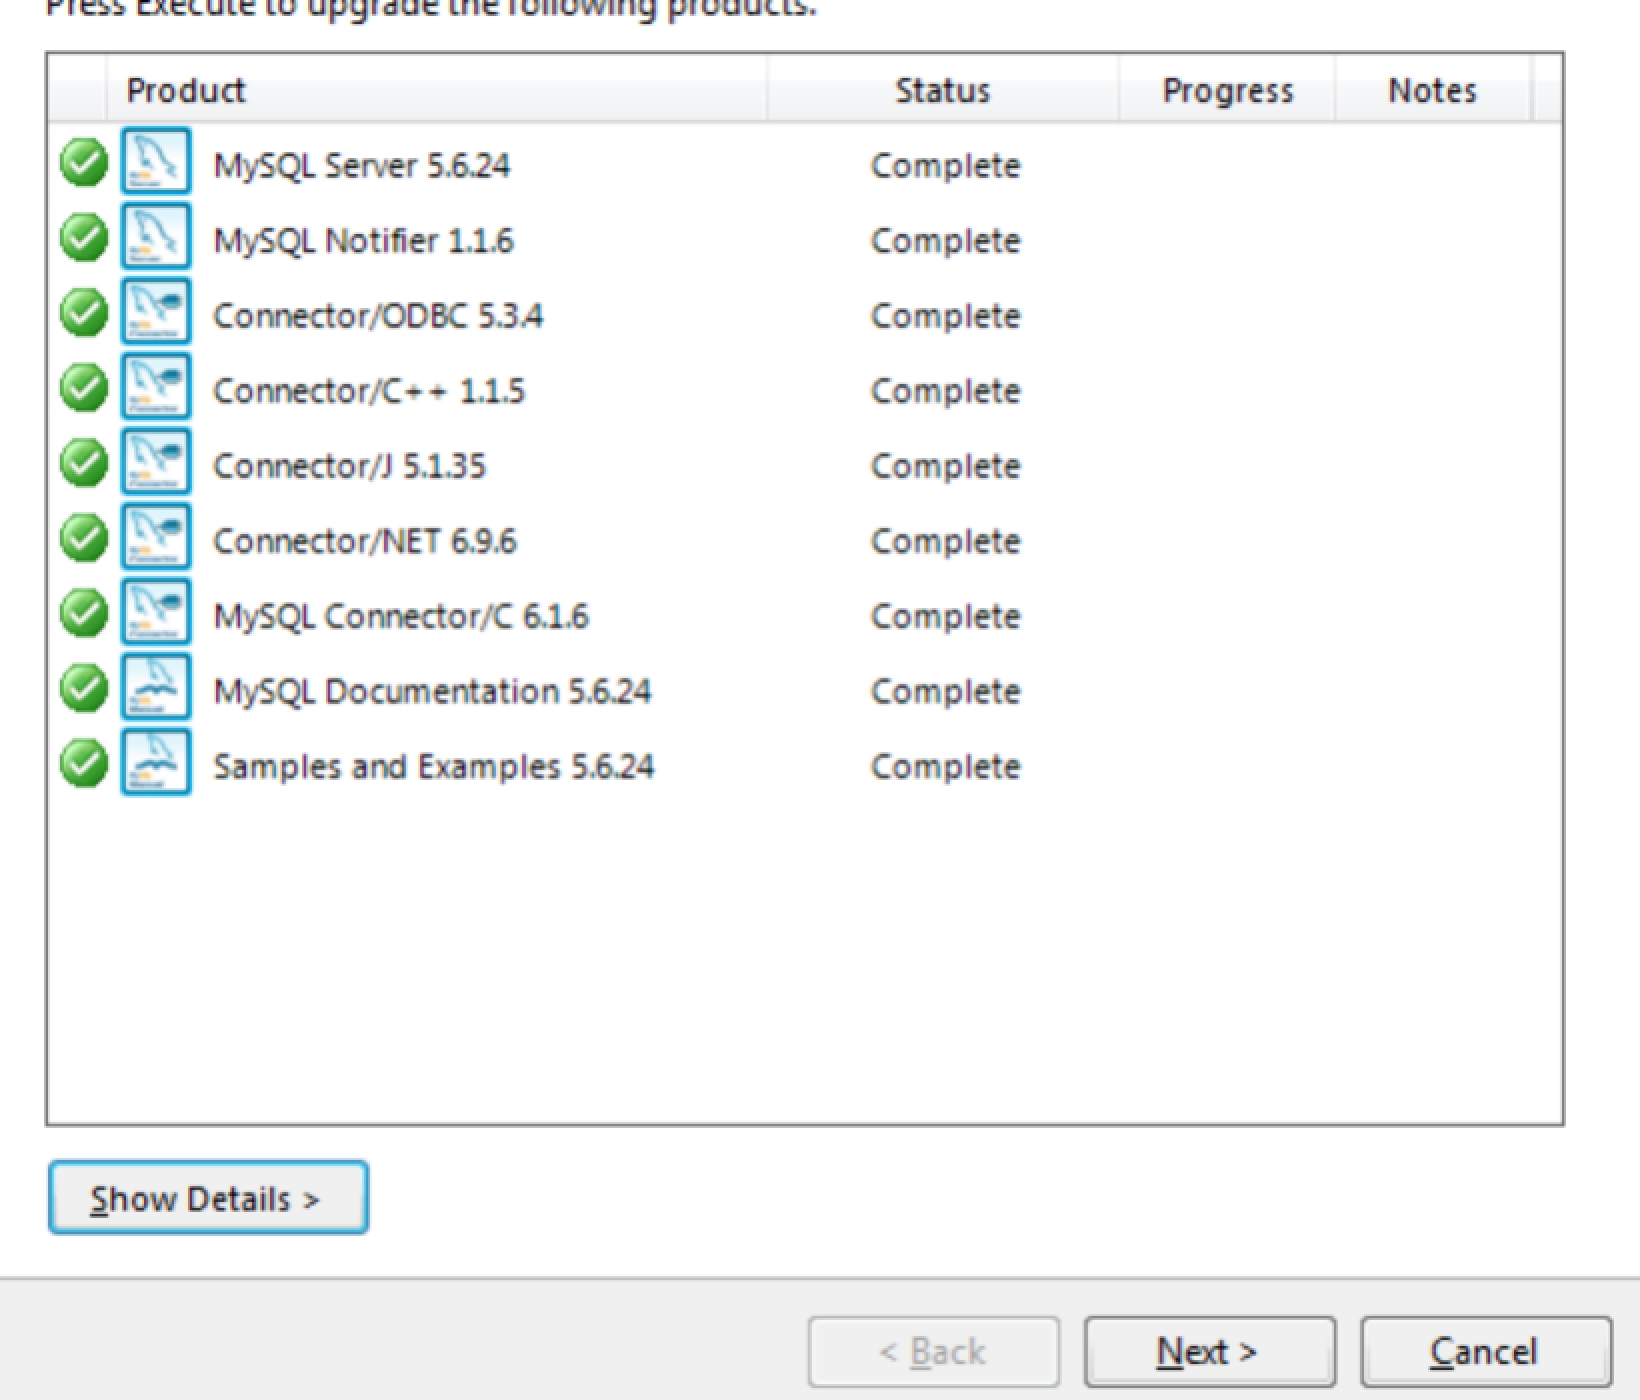 Press Execute to upgrade the following products.
Product Status Progress Notes
MySQL Server 5.6.24 Complete
MySQL Notifier 1.1.6 Complete
Connector/ODBC 5.3.4 Complete
Connector/C++ 1.1.5 Complete
Connector/J 5.1.35 Complete
Connector/NET 6.9.6 Complete
MySQL Connector/C 6.1.6 Complete
MySQL Documentation 5.6.24 Complete
Samples and Examples 5.6.24 Complete
Show Details >
< Back Next > Cancel